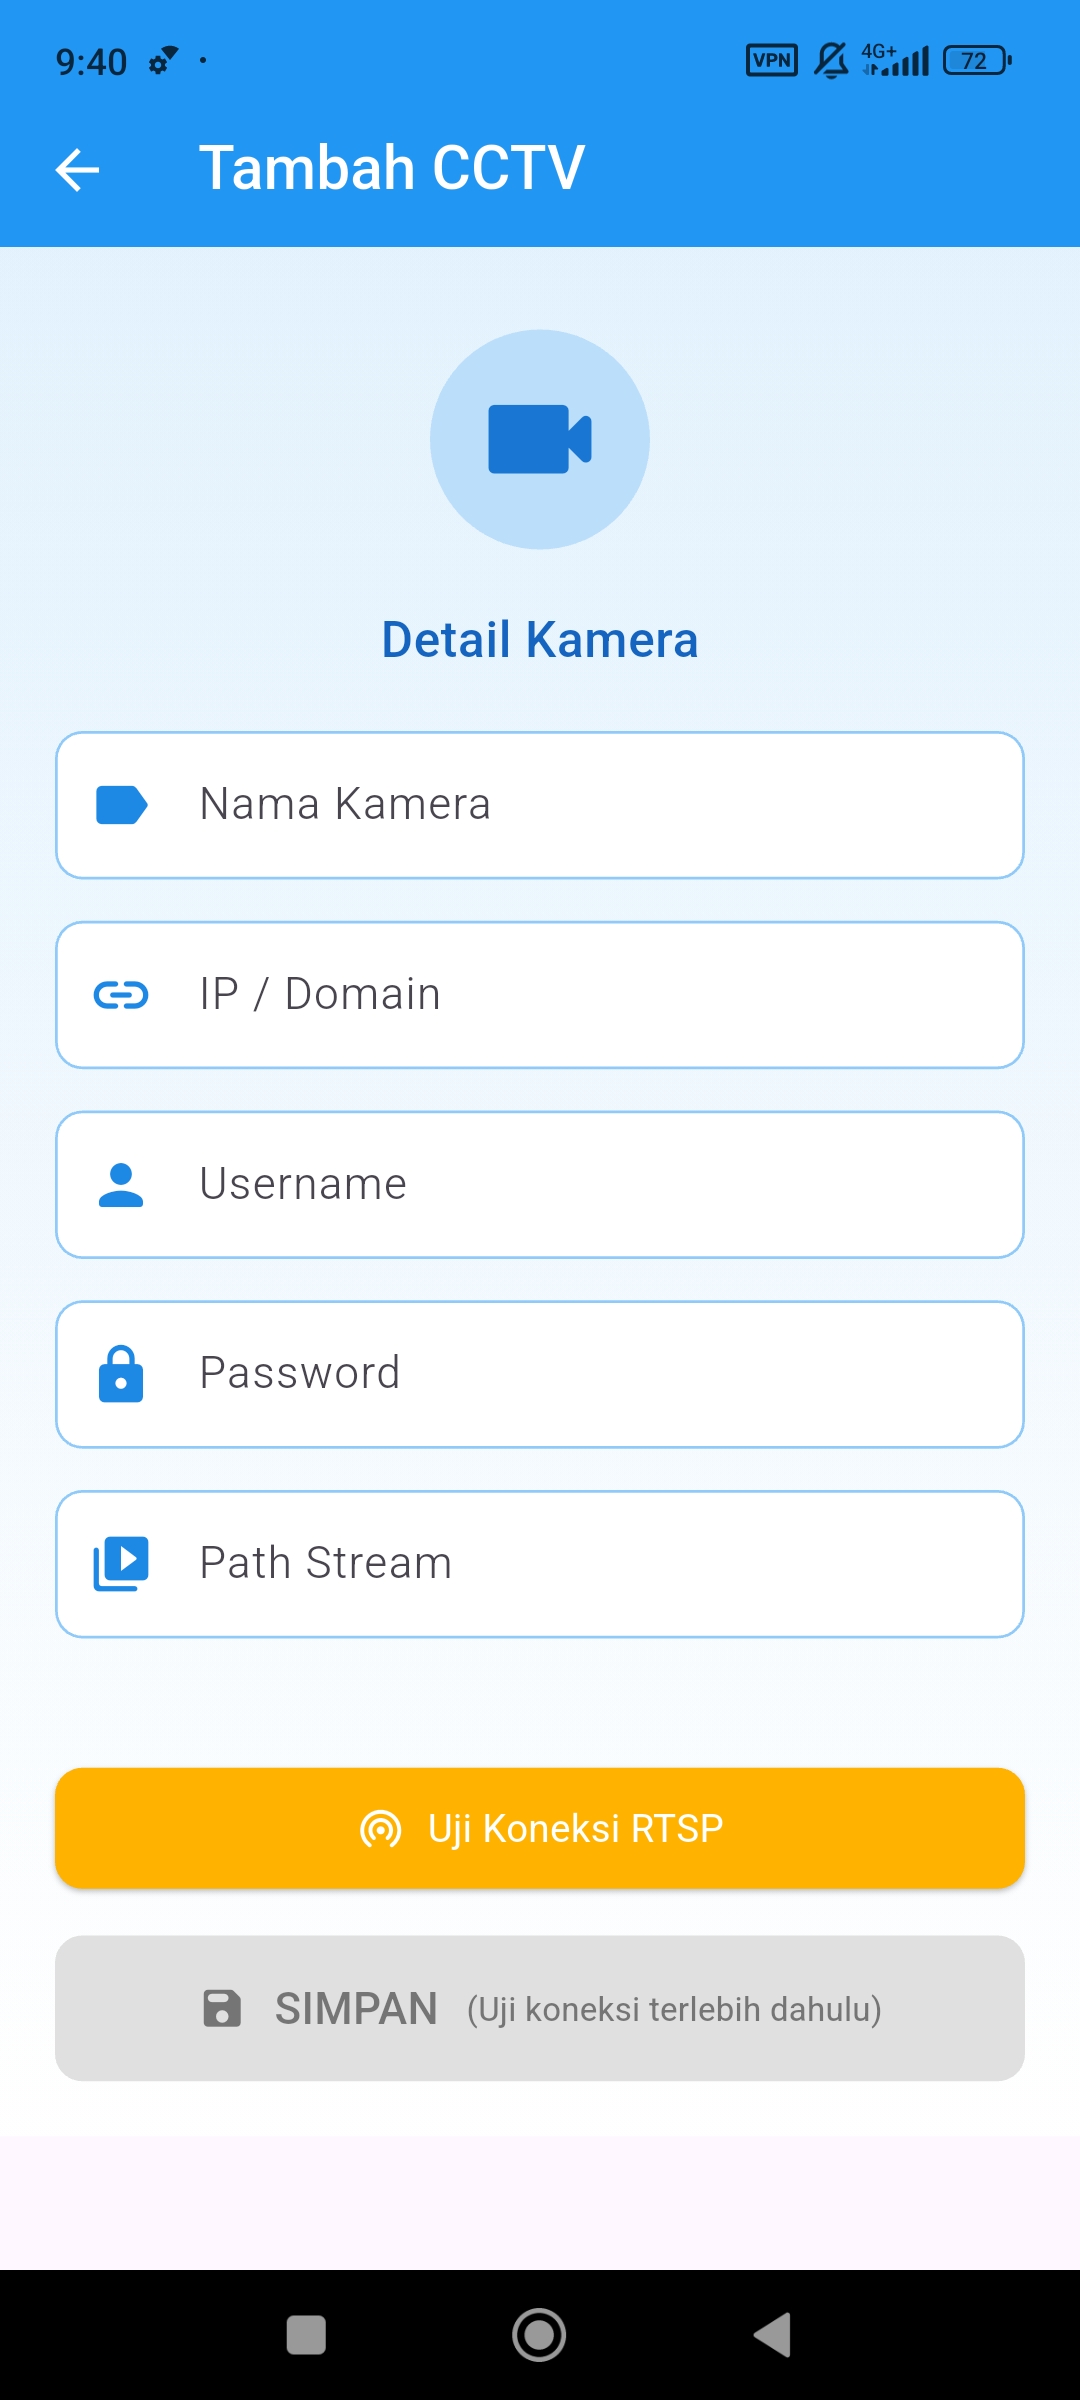 9:40 VPN 4G+ 72
Tambah CCTV
Detail Kamera
Nama Kamera
IP / Domain
Username
Password
Path Stream
Uji Koneksi RTSP
SIMPAN (Uji koneksi terlebih dahulu)